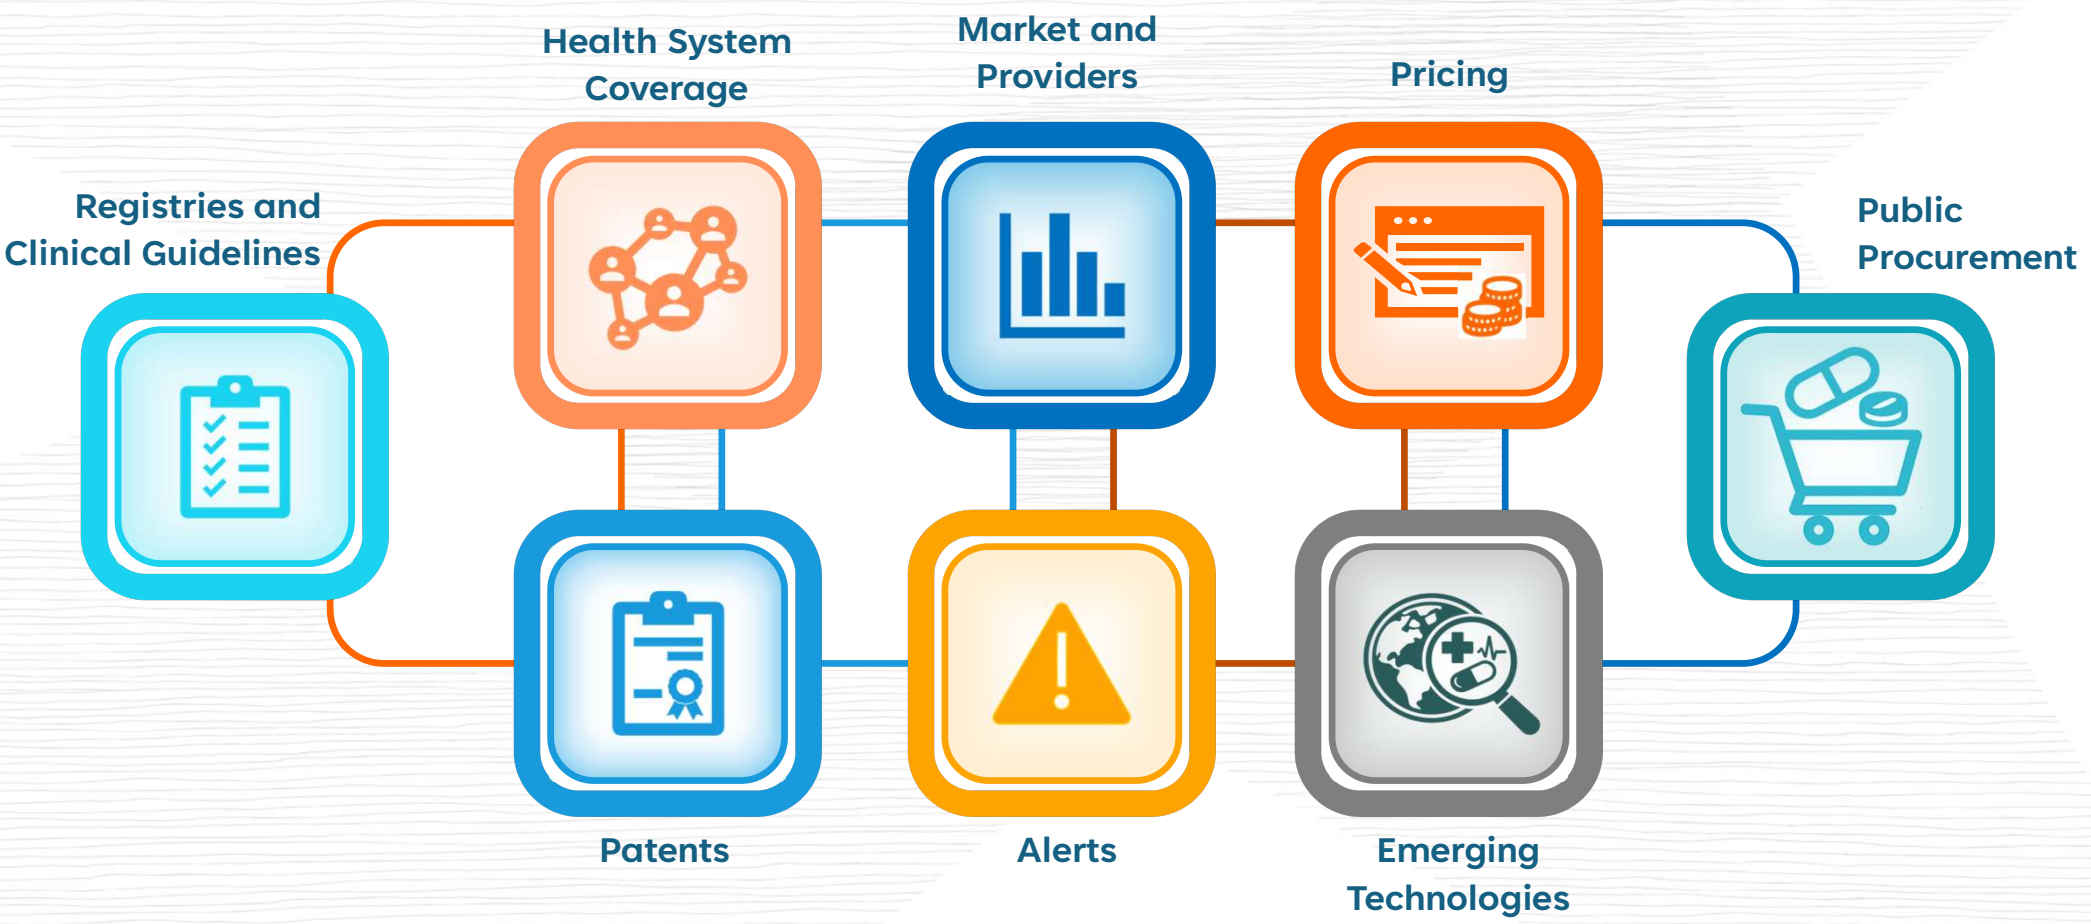 Health System
Coverage
Market and
Providers
Pricing
Registries and
Clinical Guidelines
Public
Procurement
Patents
Alerts
Emerging
Technologies